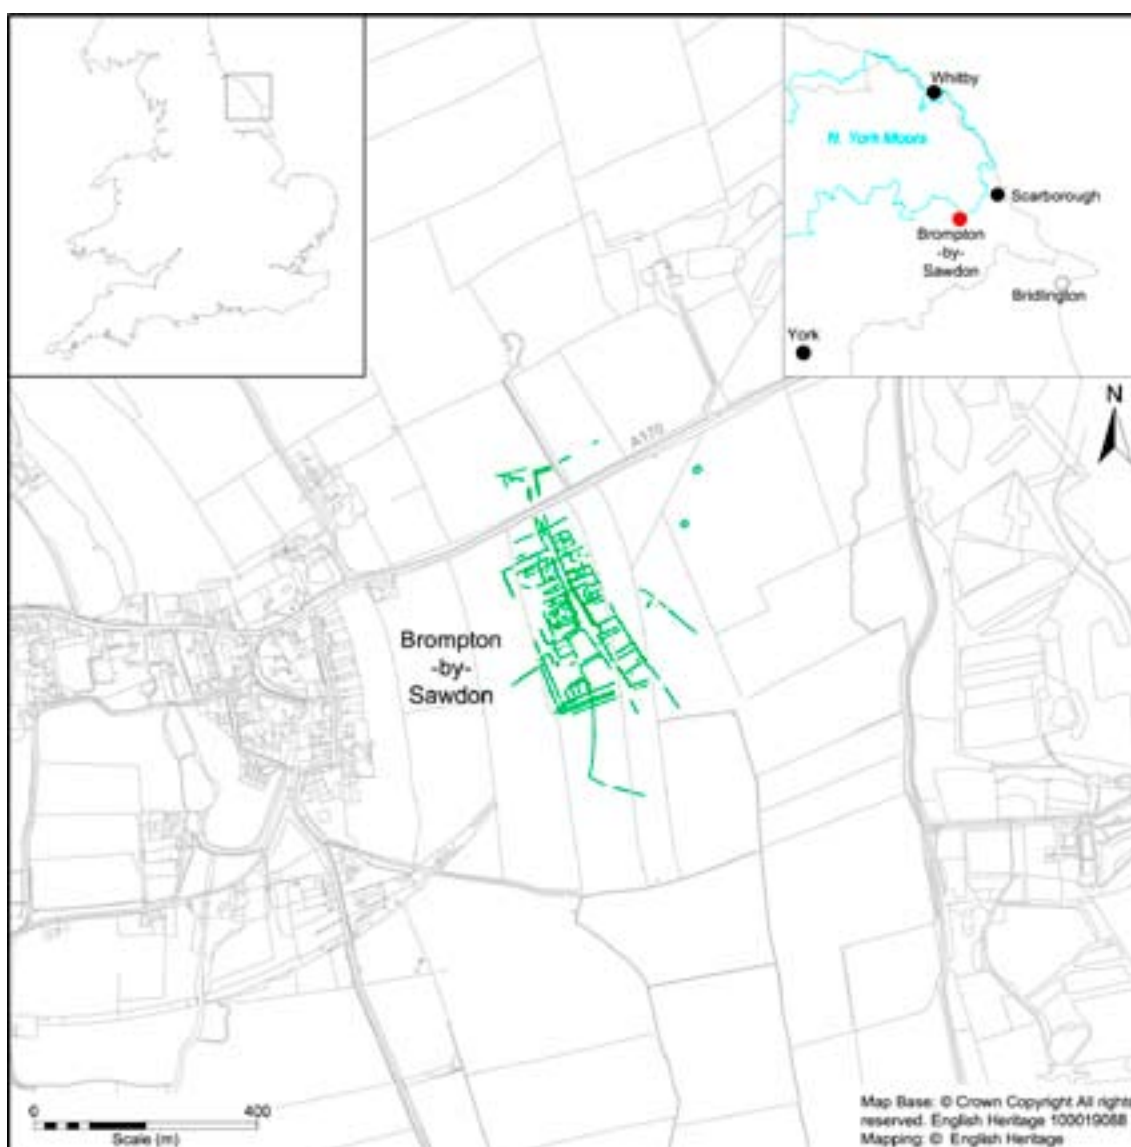 Whitby
N. York Moors
Scarborough
Brompton
-by-
Sawdon
Bridlington
York
N
A170
Brompton
-by-
Sawdon
0 400
Scale (m)
Map Base: © Crown Copyright All rights
reserved. English Heritage 100019088
Mapping: © English Heritage